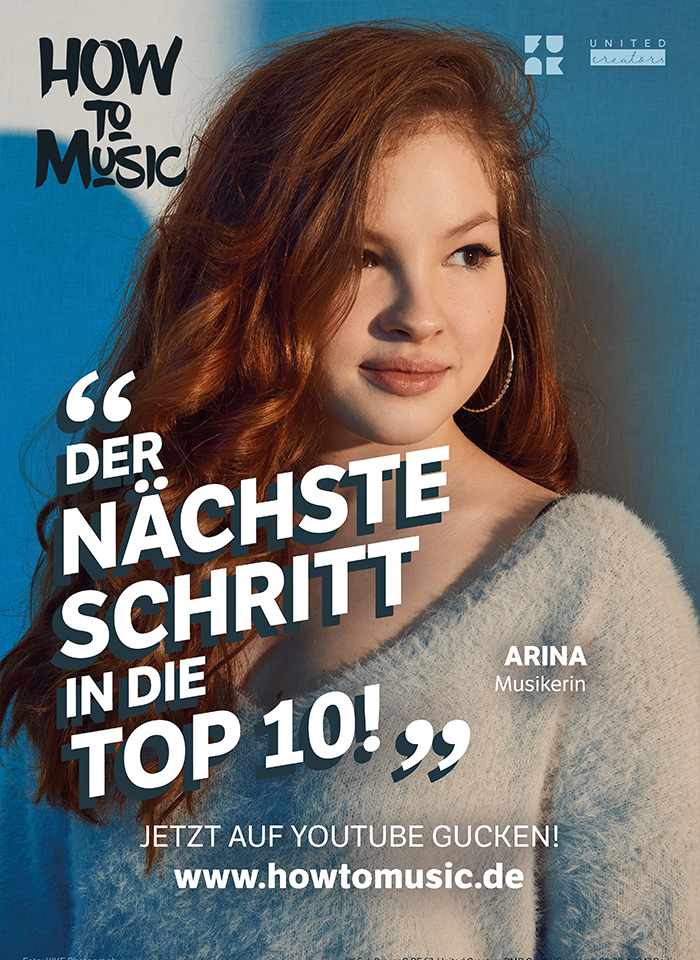 HOW
TO
MUSIC
FUNK
UNITED
creators
“
DER
NÄCHSTE
SCHRITT
IN DIE
TOP 10!
”
ARINA
Musikerin
JETZT AUF YOUTUBE GUCKEN!
www.howtomusic.de